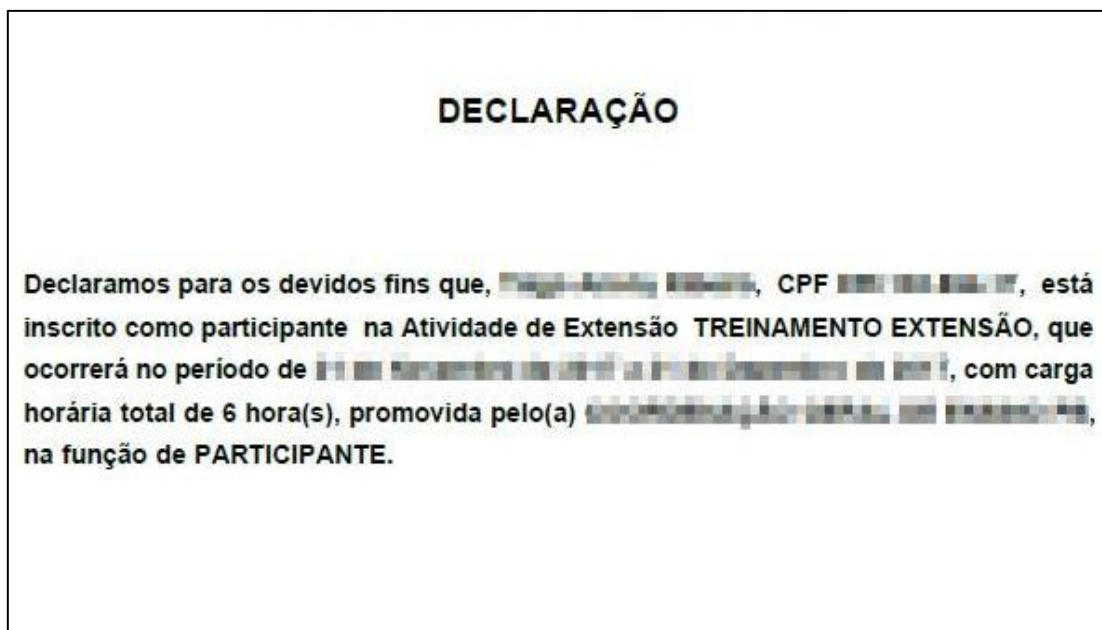 DECLARAÇÃO
Declaramos para os devidos fins que, , CPF , está
inscrito como participante na Atividade de Extensão TREINAMENTO EXTENSÃO, que
ocorrerá no período de , com carga
horária total de 6 hora(s), promovida pelo(a) ,
na função de PARTICIPANTE.